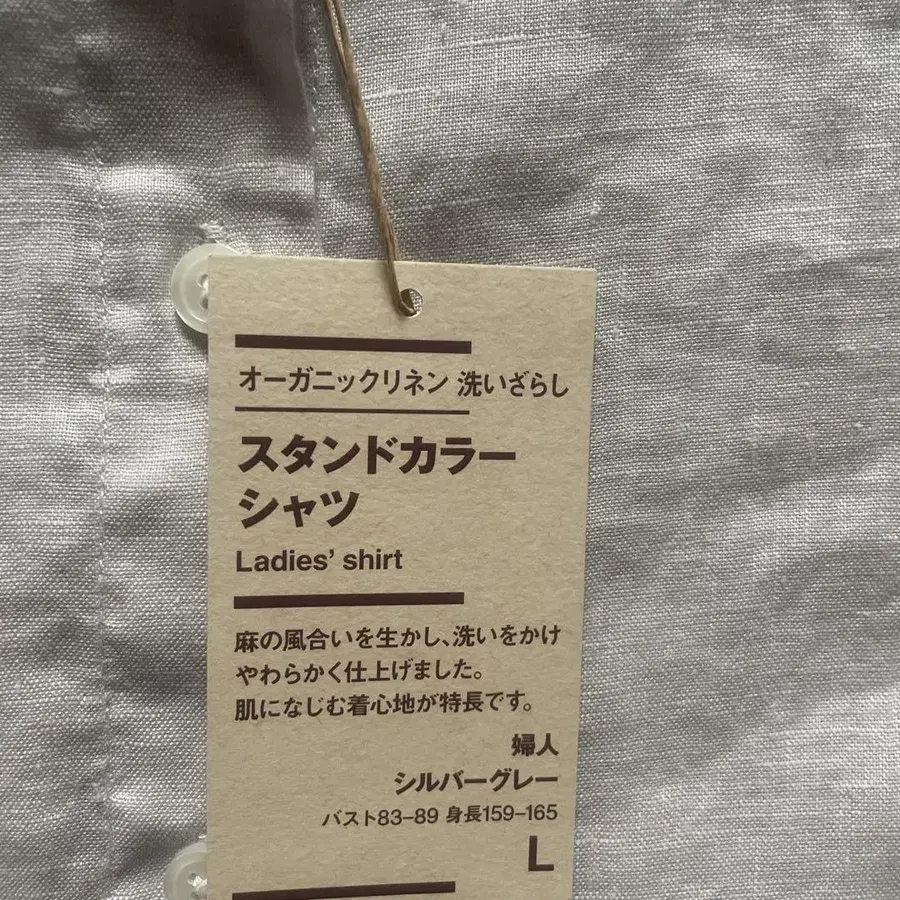 オーガニックリネン 洗いざらし
スタンドカラー
シャツ
Ladies’ shirt
麻の風合いを生かし、洗いをかけ
やわらかく仕上げました。
肌になじむ着心地が特長です。
婦人
シルバーグレー
バスト83–89 身長159–165
L